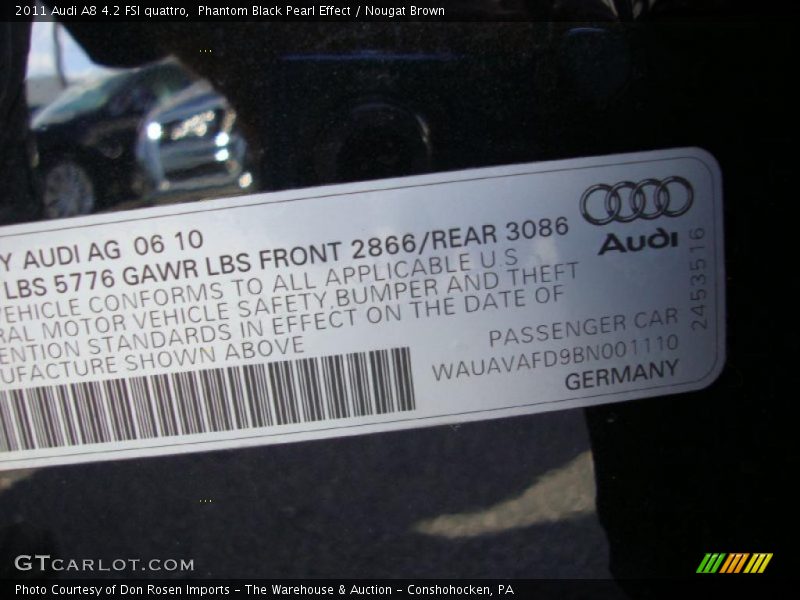 2011 Audi A8 4.2 FSI quattro, Phantom Black Pearl Effect / Nougat Brown
Y AUDI AG 06 10
LBS 5776 GAWR LBS FRONT 2866/REAR 3086
VEHICLE CONFORMS TO ALL APPLICABLE U S
RAL MOTOR VEHICLE SAFETY BUMPER AND THEFT
ENTION STANDARDS IN EFFECT ON THE DATE OF
UFACTURE SHOWN ABOVE
Audi
2453516
PASSENGER CAR
WAUAVAFD9BN001110
GERMANY
GTCARLOT.COM
Photo Courtesy of Don Rosen Imports - The Warehouse & Auction - Conshohocken, PA